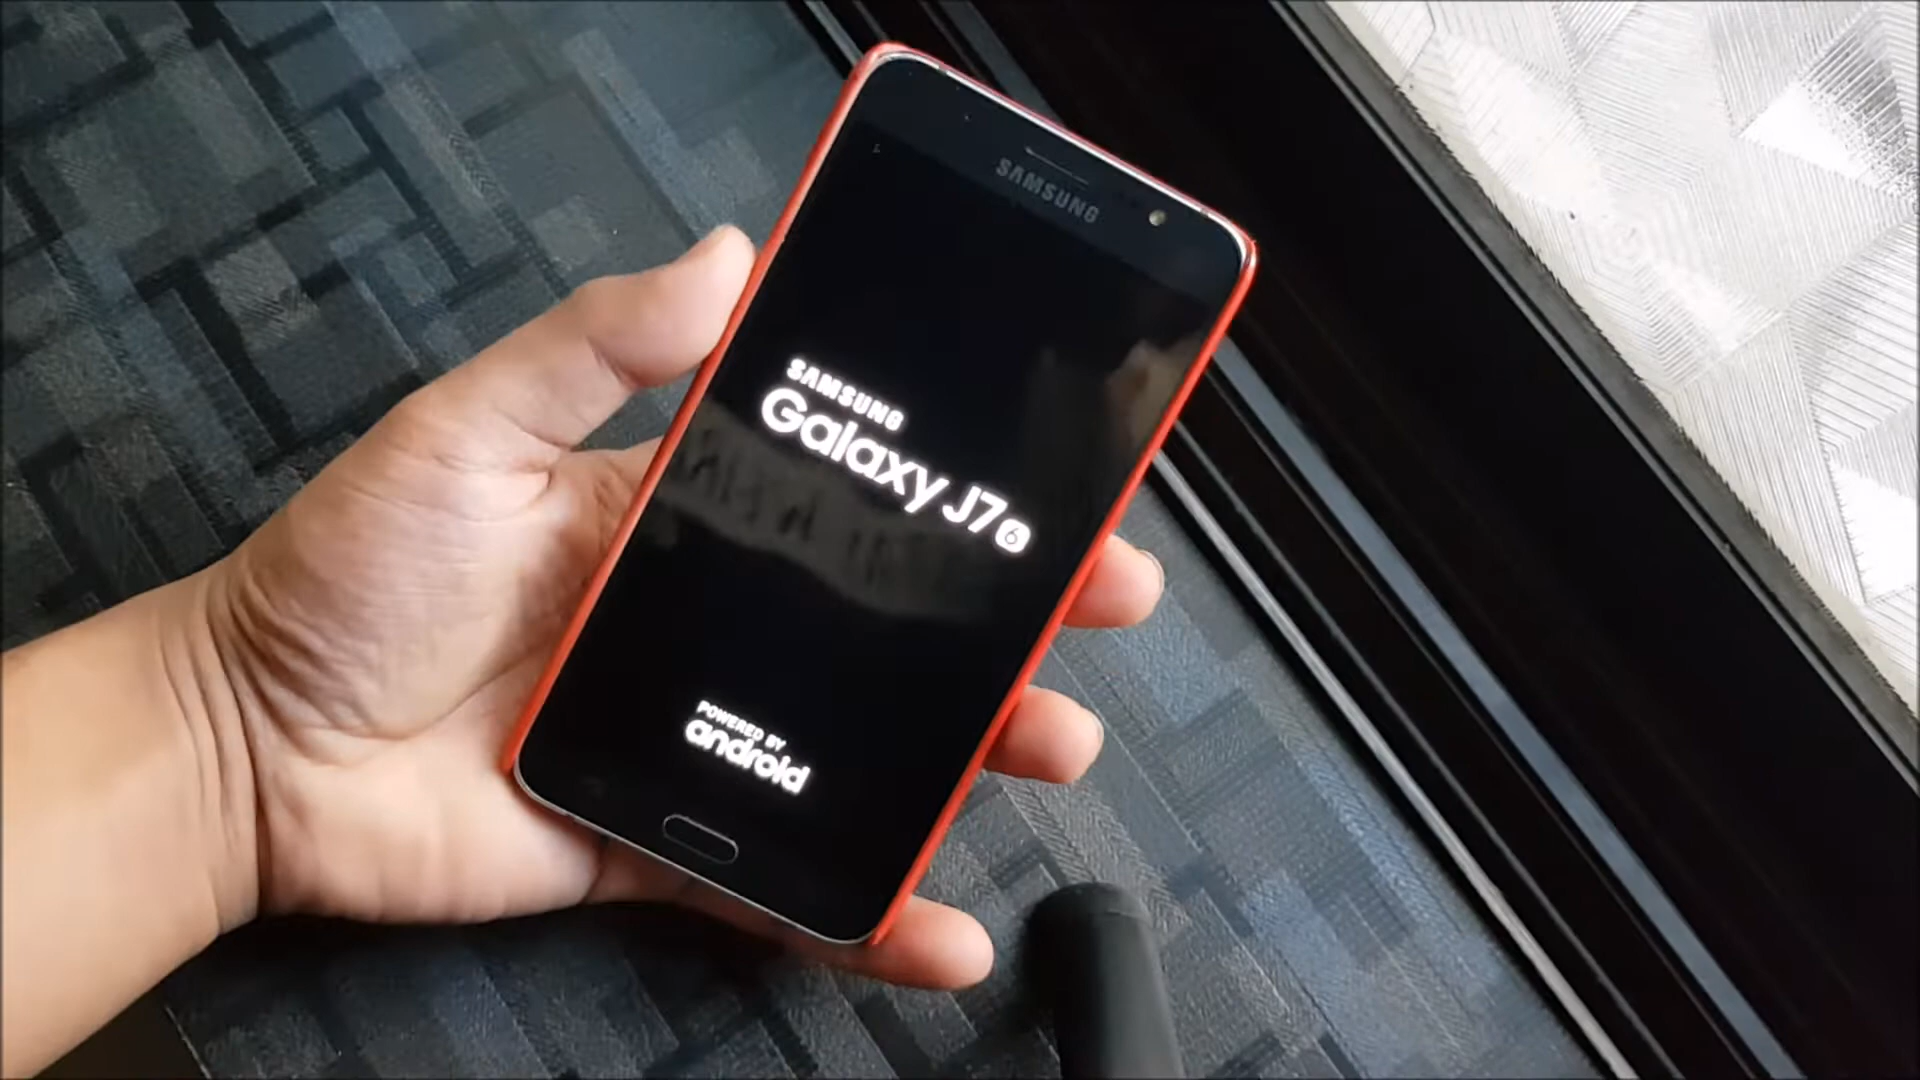 SAMSUNG
SAMSUNG
Galaxy J7 6
POWERED BY
android